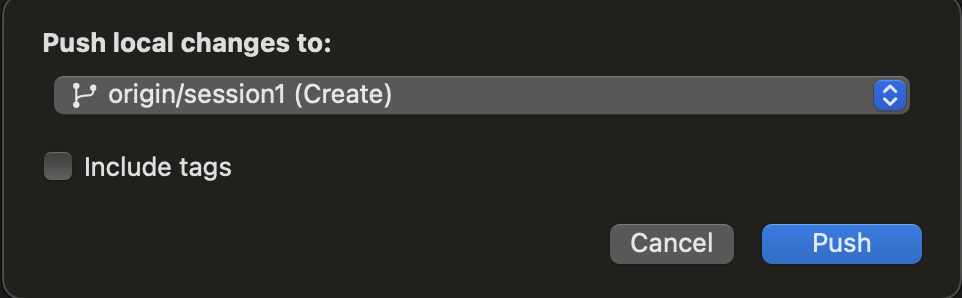 Push local changes to:
origin/session1 (Create)
Include tags
Cancel
Push